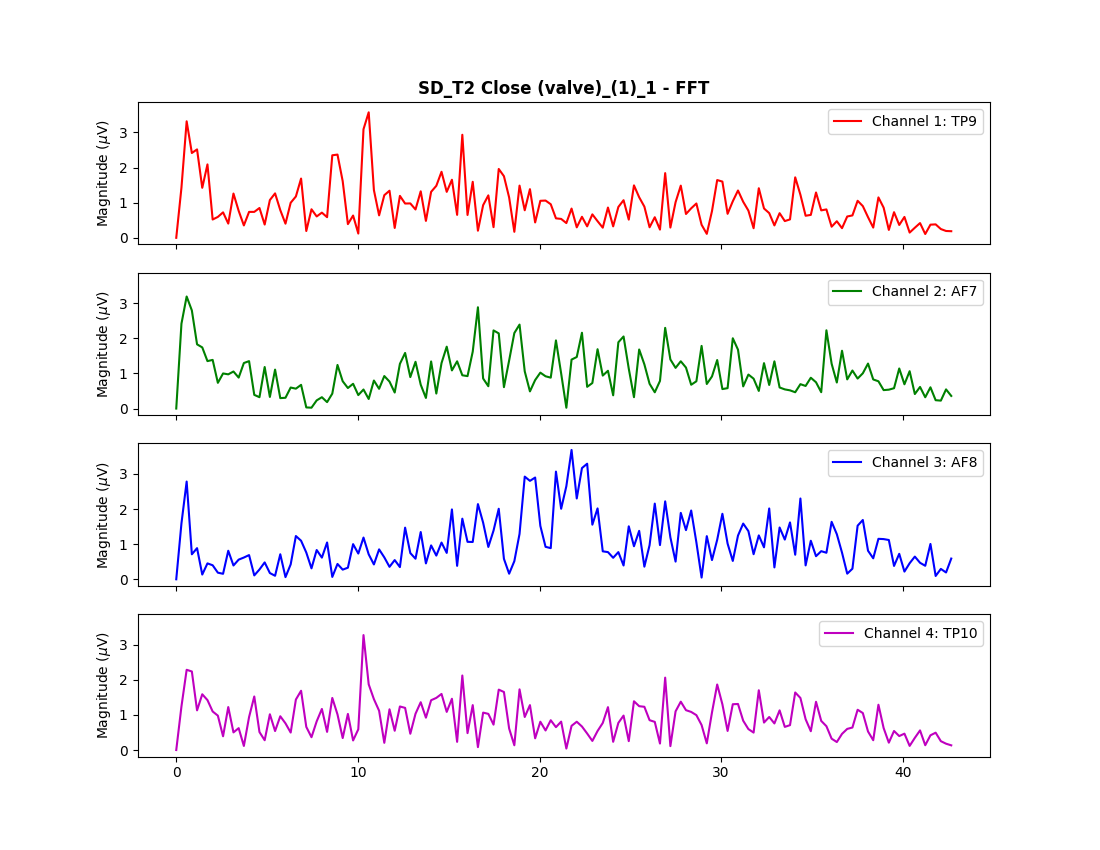 SD_T2 Close (valve)_(1)_1 - FFT
Magnitude (μV)
3
2
1
0
Channel 1: TP9
Magnitude (μV)
3
2
1
0
Channel 2: AF7
Magnitude (μV)
3
2
1
0
Channel 3: AF8
Magnitude (μV)
3
2
1
0
Channel 4: TP10
0 10 20 30 40